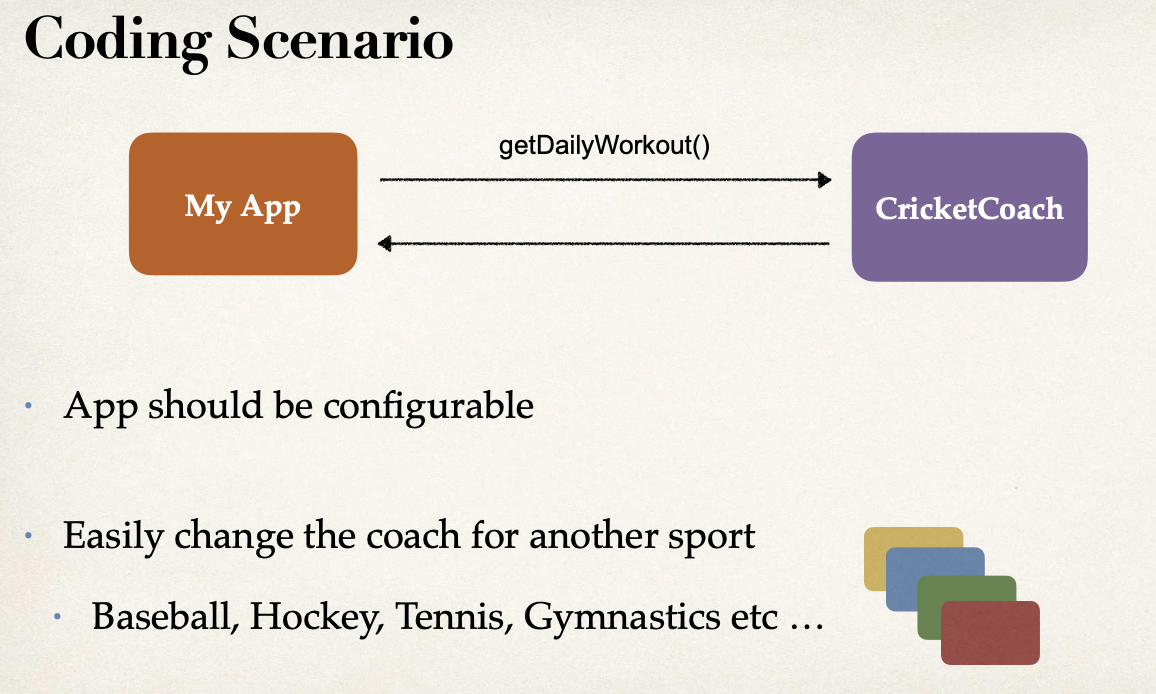 Coding Scenario
getDailyWorkout()
My App
CricketCoach
• App should be configurable
• Easily change the coach for another sport
• Baseball, Hockey, Tennis, Gymnastics etc …